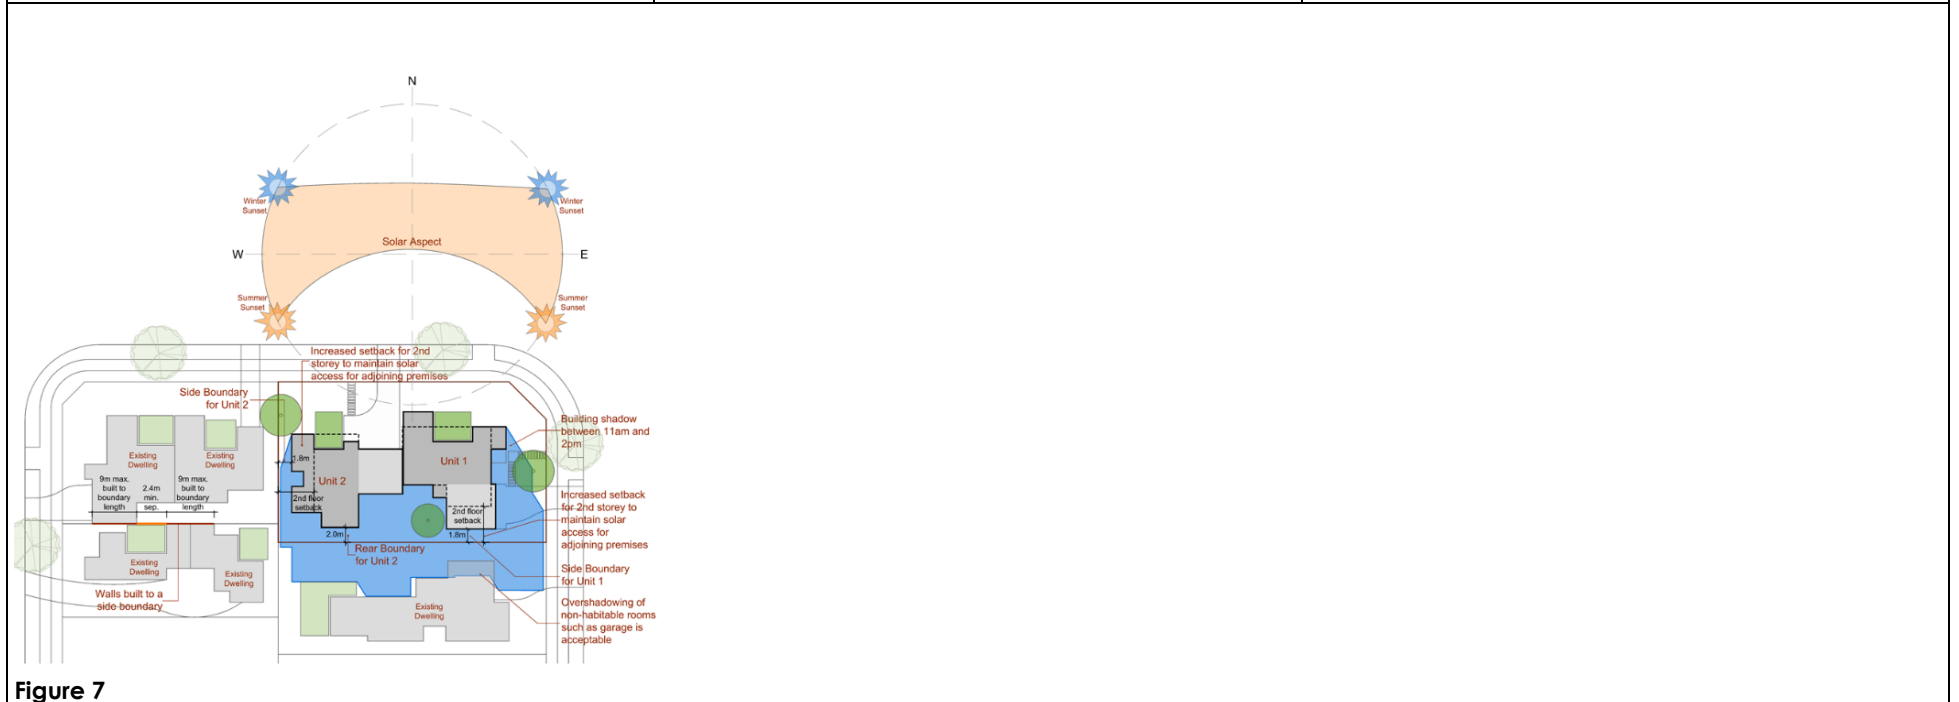 N
Winter
Sunset
Winter
Sunset
Solar Aspect
W
E
Summer
Sunset
Summer
Sunset
Increased setback for 2nd
storey to maintain solar
access for adjoining premises
Side Boundary
for Unit 2
Building shadow
between 11am and
2pm
Existing
Dwelling
Existing
Dwelling
9m max.
built to
boundary
length
2.4m
min.
sep.
9m max.
built to
boundary
length
1.8m
Unit 2
2nd floor
setback
Unit 1
2nd floor
setback
2.0m
1.8m
Increased setback
for 2nd storey to
maintain solar
access for
adjoining premises
Rear Boundary
for Unit 2
Side Boundary
for Unit 1
Existing
Dwelling
Existing
Dwelling
Walls built to a
side boundary
Existing
Dwelling
Overshadowing of
non-habitable rooms
such as garage is
acceptable
Figure 7